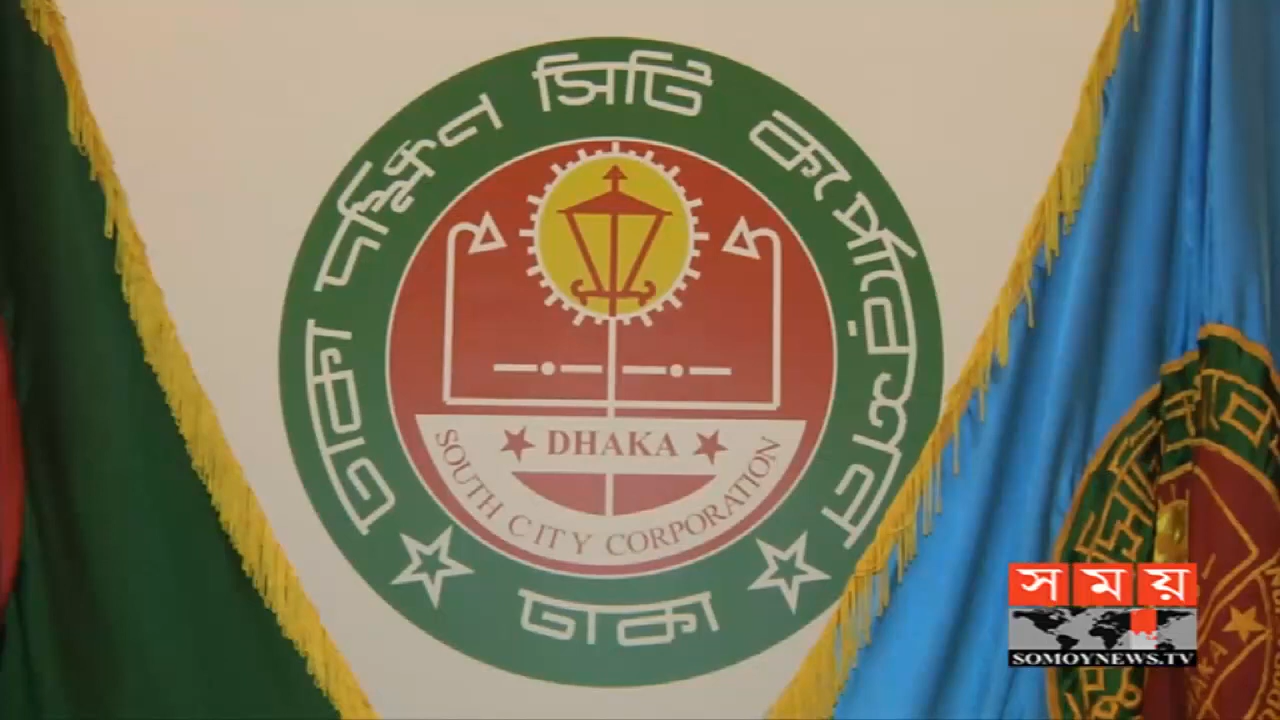 ঢাকা দক্ষিন সিটি কর্পোরেশন
DHAKA
SOUTH CITY CORPORATION
ঢাকা
সময়
SOMOYNEWS.TV